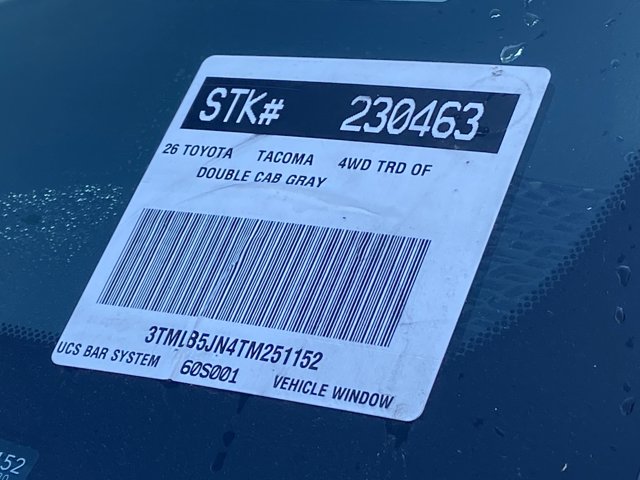 STK# 230463
26 TOYOTA TACOMA 4WD TRD OF
DOUBLE CAB GRAY
3TMLB5JN4TM251152
UCS BAR SYSTEM 60S001 VEHICLE WINDOW